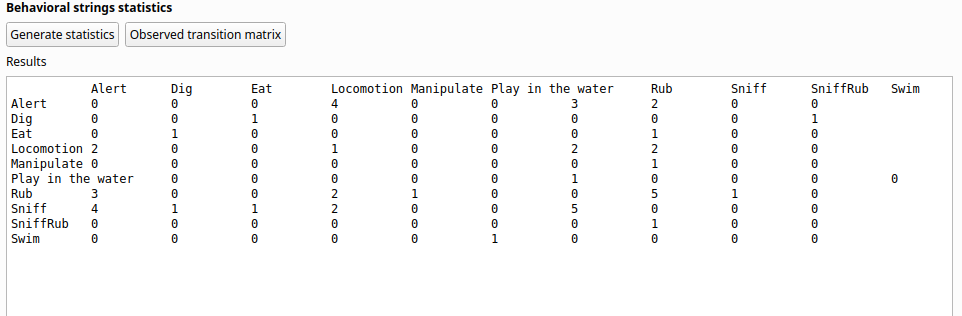 Behavioral strings statistics
Generate statistics Observed transition matrix
Results
Alert Dig Eat Locomotion Manipulate Play in the water Rub Sniff SniffRub Swim
Alert 0 0 0 4 0 0 3 2 0 0
Dig 0 0 1 0 0 0 0 0 0 1
Eat 0 1 0 0 0 0 0 1 0 0
Locomotion 2 0 0 1 0 0 2 2 0 0
Manipulate 0 0 0 0 0 0 0 1 0 0
Play in the water 0 0 0 0 0 1 0 0 0 0
Rub 3 0 0 2 1 0 0 5 1 0
Sniff 4 1 1 2 0 0 5 0 0 0
SniffRub 0 0 0 0 0 0 0 1 0 0
Swim 0 0 0 0 0 1 0 0 0 0